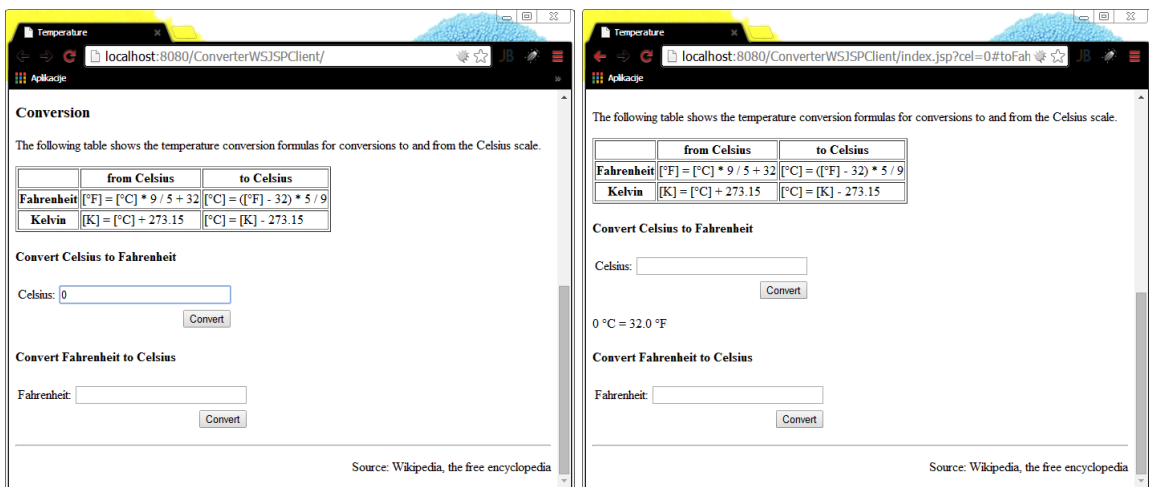 Temperature
localhost:8080/ConverterWSJSPClient/
JB
Aplikacije
»
Conversion
The following table shows the temperature conversion formulas for conversions to and from the Celsius scale.
from Celsius to Celsius
Fahrenheit [°F] = [°C] * 9 / 5 + 32 [°C] = ([°F] - 32) * 5 / 9
Kelvin [K] = [°C] + 273.15 [°C] = [K] - 273.15
Convert Celsius to Fahrenheit
Celsius: 0
Convert
Convert Fahrenheit to Celsius
Fahrenheit:
Convert
Source: Wikipedia, the free encyclopedia
Temperature
localhost:8080/ConverterWSJSPClient/index.jsp?cel=0#toFah
JB
Aplikacije
The following table shows the temperature conversion formulas for conversions to and from the Celsius scale.
from Celsius to Celsius
Fahrenheit [°F] = [°C] * 9 / 5 + 32 [°C] = ([°F] - 32) * 5 / 9
Kelvin [K] = [°C] + 273.15 [°C] = [K] - 273.15
Convert Celsius to Fahrenheit
Celsius:
Convert
0 °C = 32.0 °F
Convert Fahrenheit to Celsius
Fahrenheit:
Convert
Source: Wikipedia, the free encyclopedia